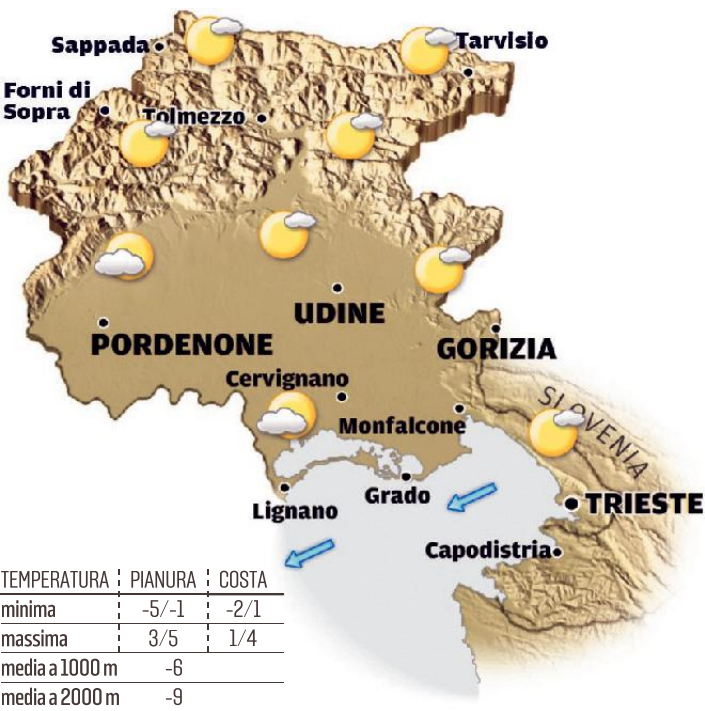 Sappada
Tarvisio
Forni di
Sopra
Tolmezzo
UDINE
PORDENONE
GORIZIA
Cervignano
SLOVENIA
Monfalcone
Grado
Lignano
TRIESTE
Capodistria
TEMPERATURA PIANURA COSTA
minima -5/-1 -2/1
massima 3/5 1/4
media a 1000 m -6
media a 2000 m -9